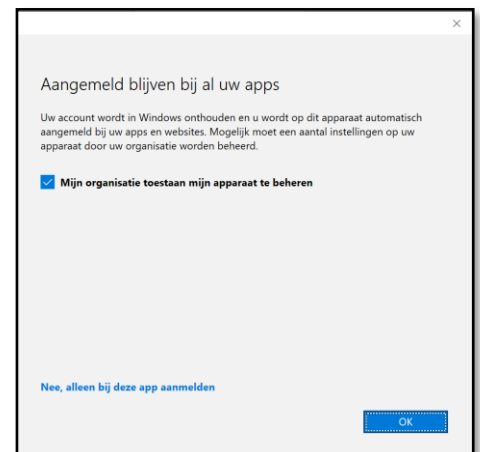 Aangemeld blijven bij al uw apps
Uw account wordt in Windows onthouden en u wordt op dit apparaat automatisch
aangemeld bij uw apps en websites. Mogelijk moet een aantal instellingen op uw
apparaat door uw organisatie worden beheerd.
Mijn organisatie toestaan mijn apparaat te beheren
Nee, alleen bij deze app aanmelden
OK